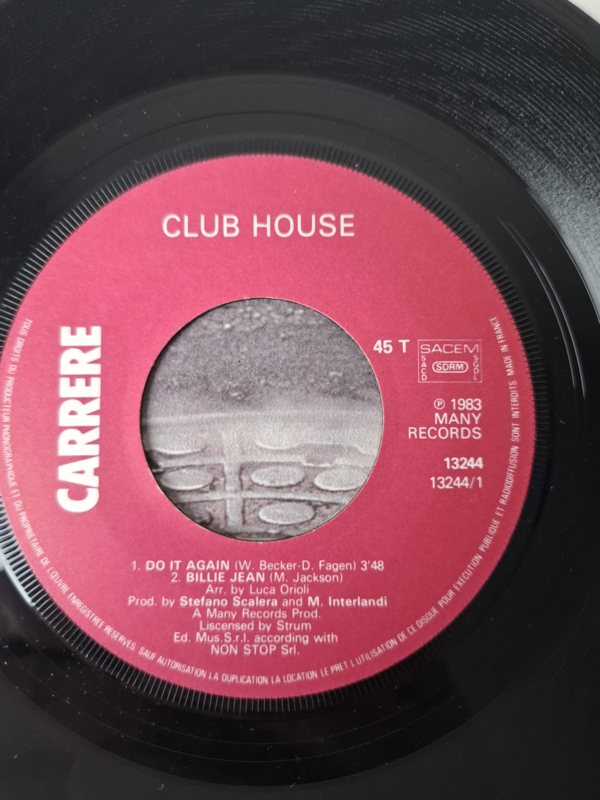 CLUB HOUSE
CARRERE
45 T
SACEM
SACD
SDRM
SGDL
℗ 1983
MANY
RECORDS
13244
13244/1
1. DO IT AGAIN (W. Becker-D. Fagen) 3'48
2. BILLIE JEAN (M. Jackson)
Arr. by Luca Orioli
Prod. by Stefano Scalera and M. Interlandi
A Many Records Prod.
Liscensed by Strum
Ed. Mus.S.r.l. according with
NON STOP Srl.
TOUS DROITS DU PRODUCTEUR PHONOGRAPHIQUE ET DU PROPRIETAIRE DE L'ŒUVRE ENREGISTREE RESERVES. SAUF AUTORISATION LA DUPLICATION LA LOCATION LE PRET L'UTILISATION DE CE DISQUE POUR L'EXECUTION PUBLIQUE ET RADIODIFFUSION SONT INTERDITS. MADE IN FRANCE